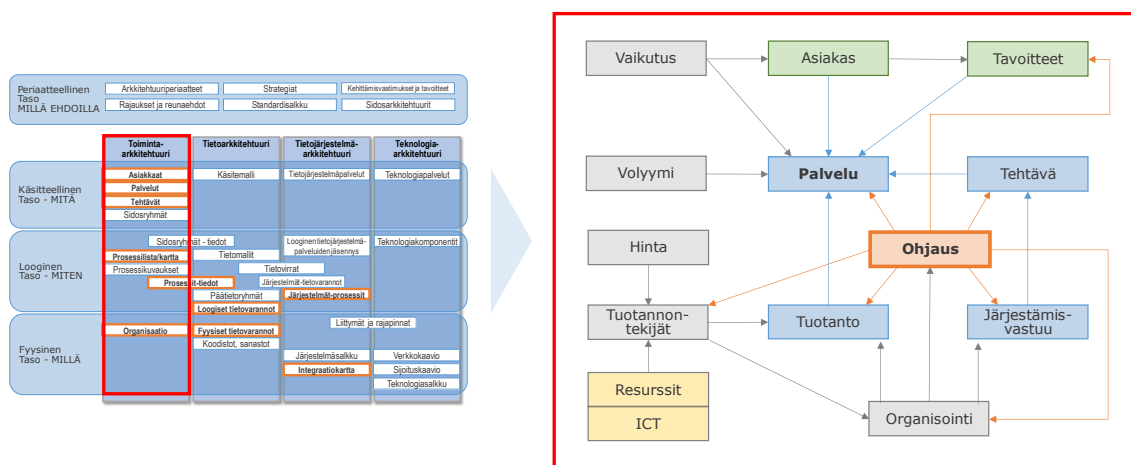 Periaatteellinen
Taso
MILLÄ EHDOILLA
Arkkitehtuuriperiaatteet
Strategiat
Kehittämisvaatimukset ja tavoitteet
Rajaukset ja reunaehdot
Standardisalkku
Sidosarkkitehtuurit
Toiminta-
arkkitehtuuri
Tietoarkkitehtuuri
Tietojärjestelmä-
arkkitehtuuri
Teknologia-
arkkitehtuuri
Käsitteellinen
Taso - MITÄ
Asiakkaat
Käsitemalli
Tietojärjestelmäpalvelut
Teknologiapalvelut
Palvelut
Tehtävät
Sidosryhmät
Looginen
Taso - MITEN
Sidosryhmät - tiedot
Looginen tietojärjestelmä-
palveluiden jäsennys
Teknologiakomponentit
Prosessilista/kartta
Tietomallit
Prosessikuvaukset
Tietovirrat
Prosessit-tiedot
Järjestelmät-tietovarannot
Päätietoryhmät
Järjestelmät-prosessit
Loogiset tietovarannot
Fyysinen
Taso - MILLÄ
Liittymät ja rajapinnat
Organisaatio
Fyysiset tietovarannot
Koodistot, sanastot
Järjestelmäsalkku
Verkkokaavio
Integraatiokartta
Sijoituskaavio
Teknologiasalkku
Vaikutus
Asiakas
Tavoitteet
Volyymi
Palvelu
Tehtävä
Hinta
Ohjaus
Tuotannon-
tekijät
Tuotanto
Järjestämis-
vastuu
Resurssit
ICT
Organisointi